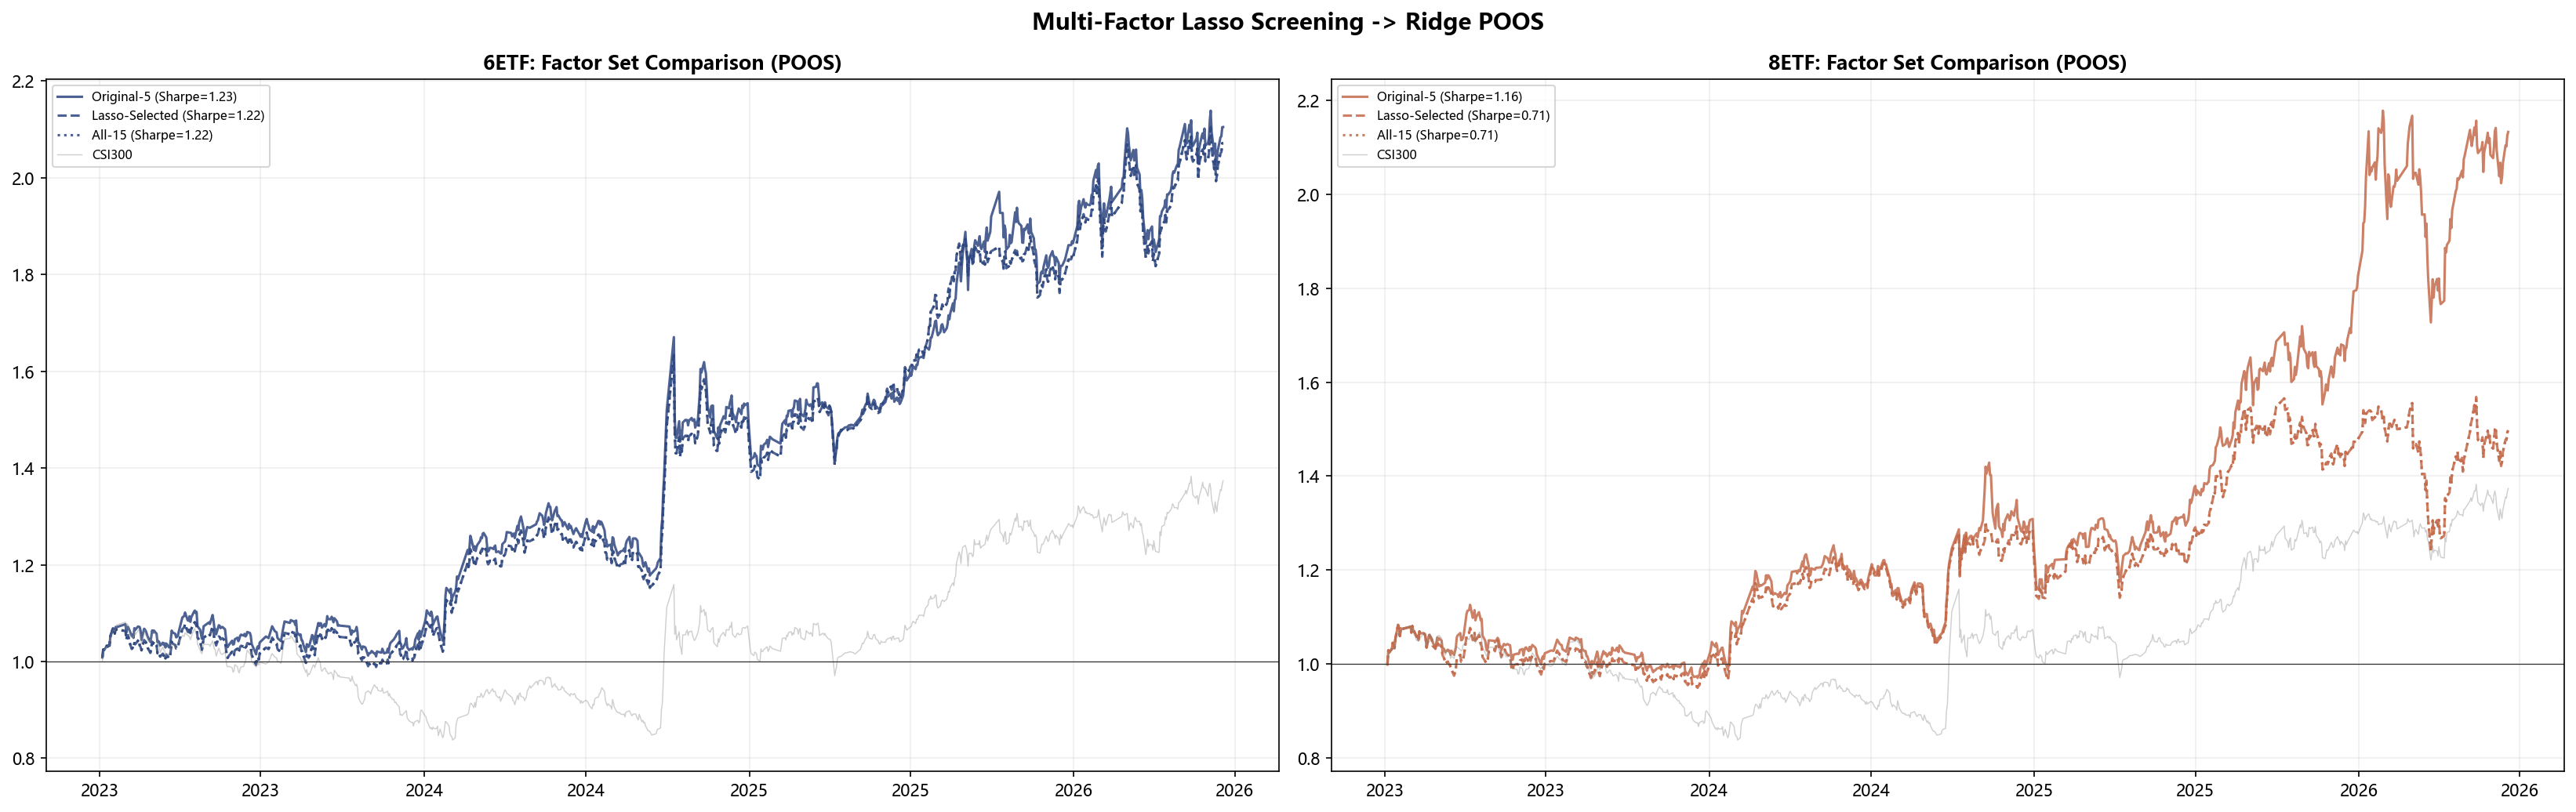 Multi-Factor Lasso Screening -> Ridge POOS
6ETF: Factor Set Comparison (POOS)
Original-5 (Sharpe=1.23)
Lasso-Selected (Sharpe=1.22)
All-15 (Sharpe=1.22)
CSI300
2.2
2.0
1.8
1.6
1.4
1.2
1.0
0.8
2023 2023 2024 2024 2025 2025 2026 2026
8ETF: Factor Set Comparison (POOS)
Original-5 (Sharpe=1.16)
Lasso-Selected (Sharpe=0.71)
All-15 (Sharpe=0.71)
CSI300
2.2
2.0
1.8
1.6
1.4
1.2
1.0
0.8
2023 2023 2024 2024 2025 2025 2026 2026